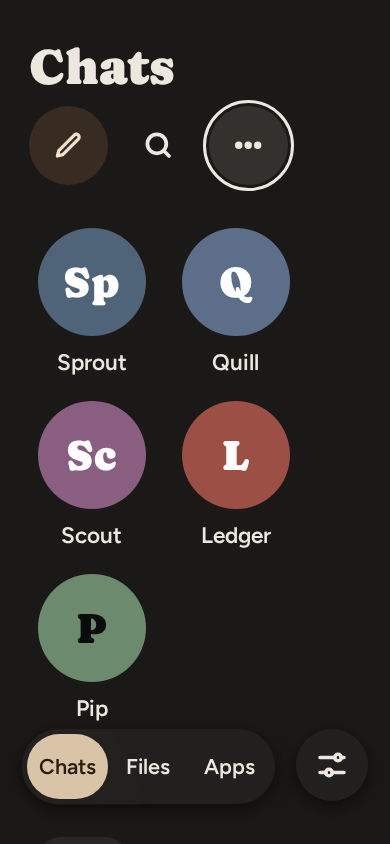 Chats
Sp Q
Sprout Quill
Sc L
Scout Ledger
P
Pip
Chats Files Apps